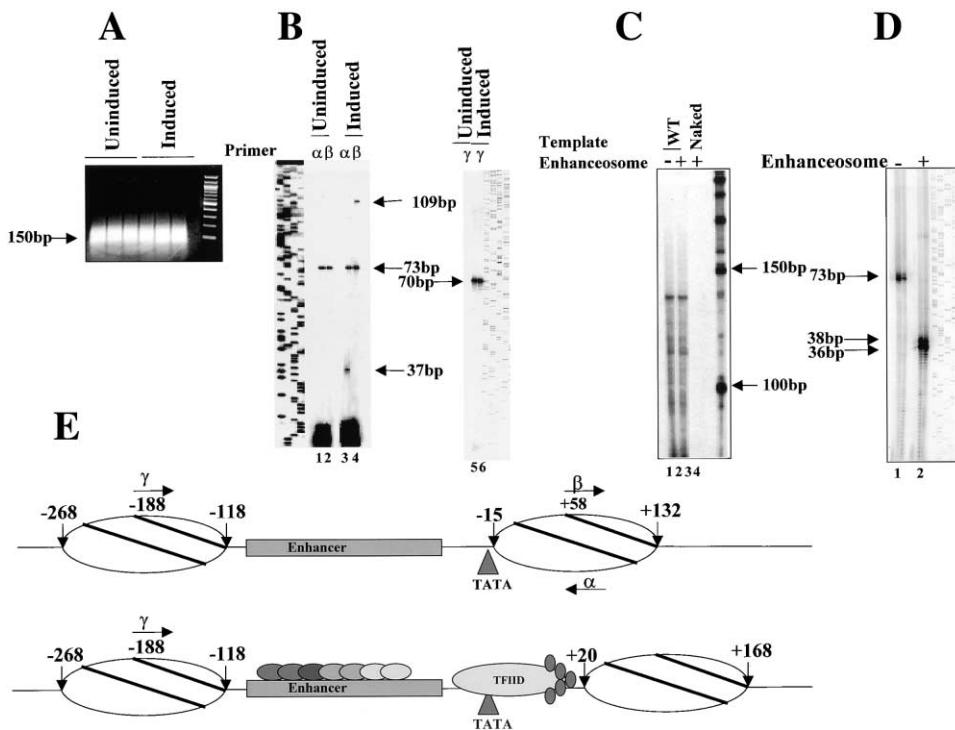 A
Uninduced
Induced
150bp
B
Uninduced
Induced
Primer
α β α β
109bp
73bp
37bp
1 2 3 4
Uninduced
Induced
γ γ
70bp
5 6
C
Template
WT
Naked
Enhanceosome
- + +
150bp
100bp
1 2 3 4
D
Enhanceosome
- +
73bp
38bp
36bp
1 2
E
γ
-268
-188
-118
Enhancer
-15
TATA
β
+58
+132
α
γ
-268
-188
-118
Enhancer
TFIID
TATA
+20
+168